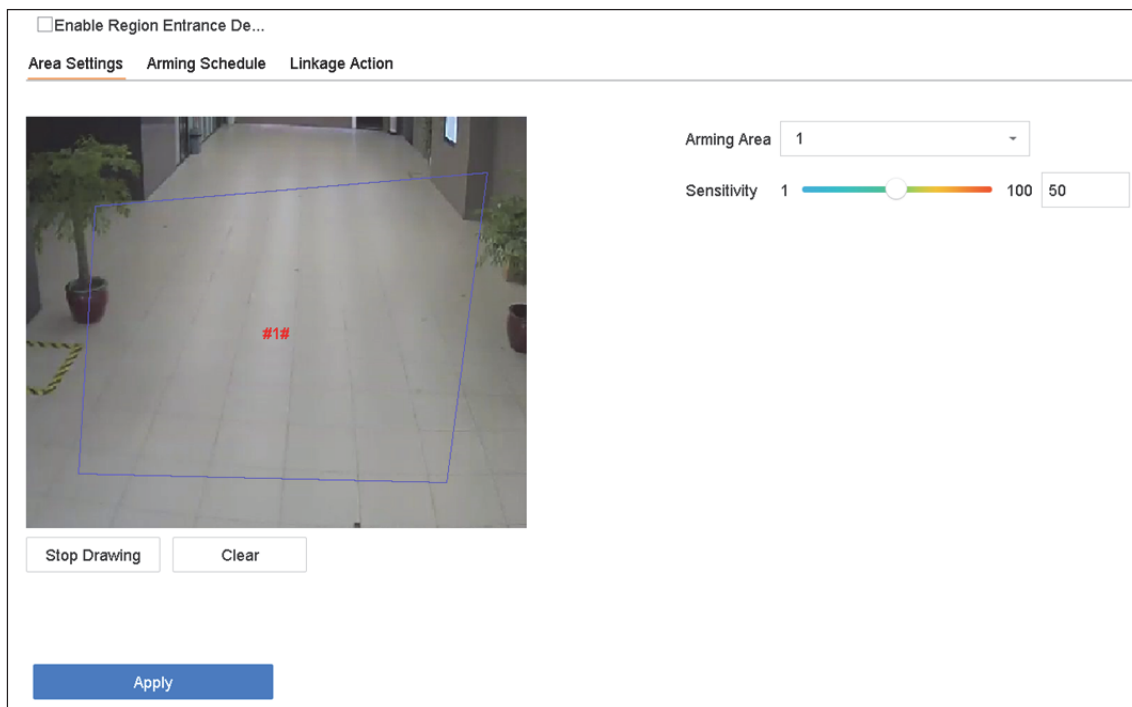 Enable Region Entrance De...
Area Settings Arming Schedule Linkage Action
Arming Area 1
Sensitivity 1 100 50
#1#
Stop Drawing Clear
Apply